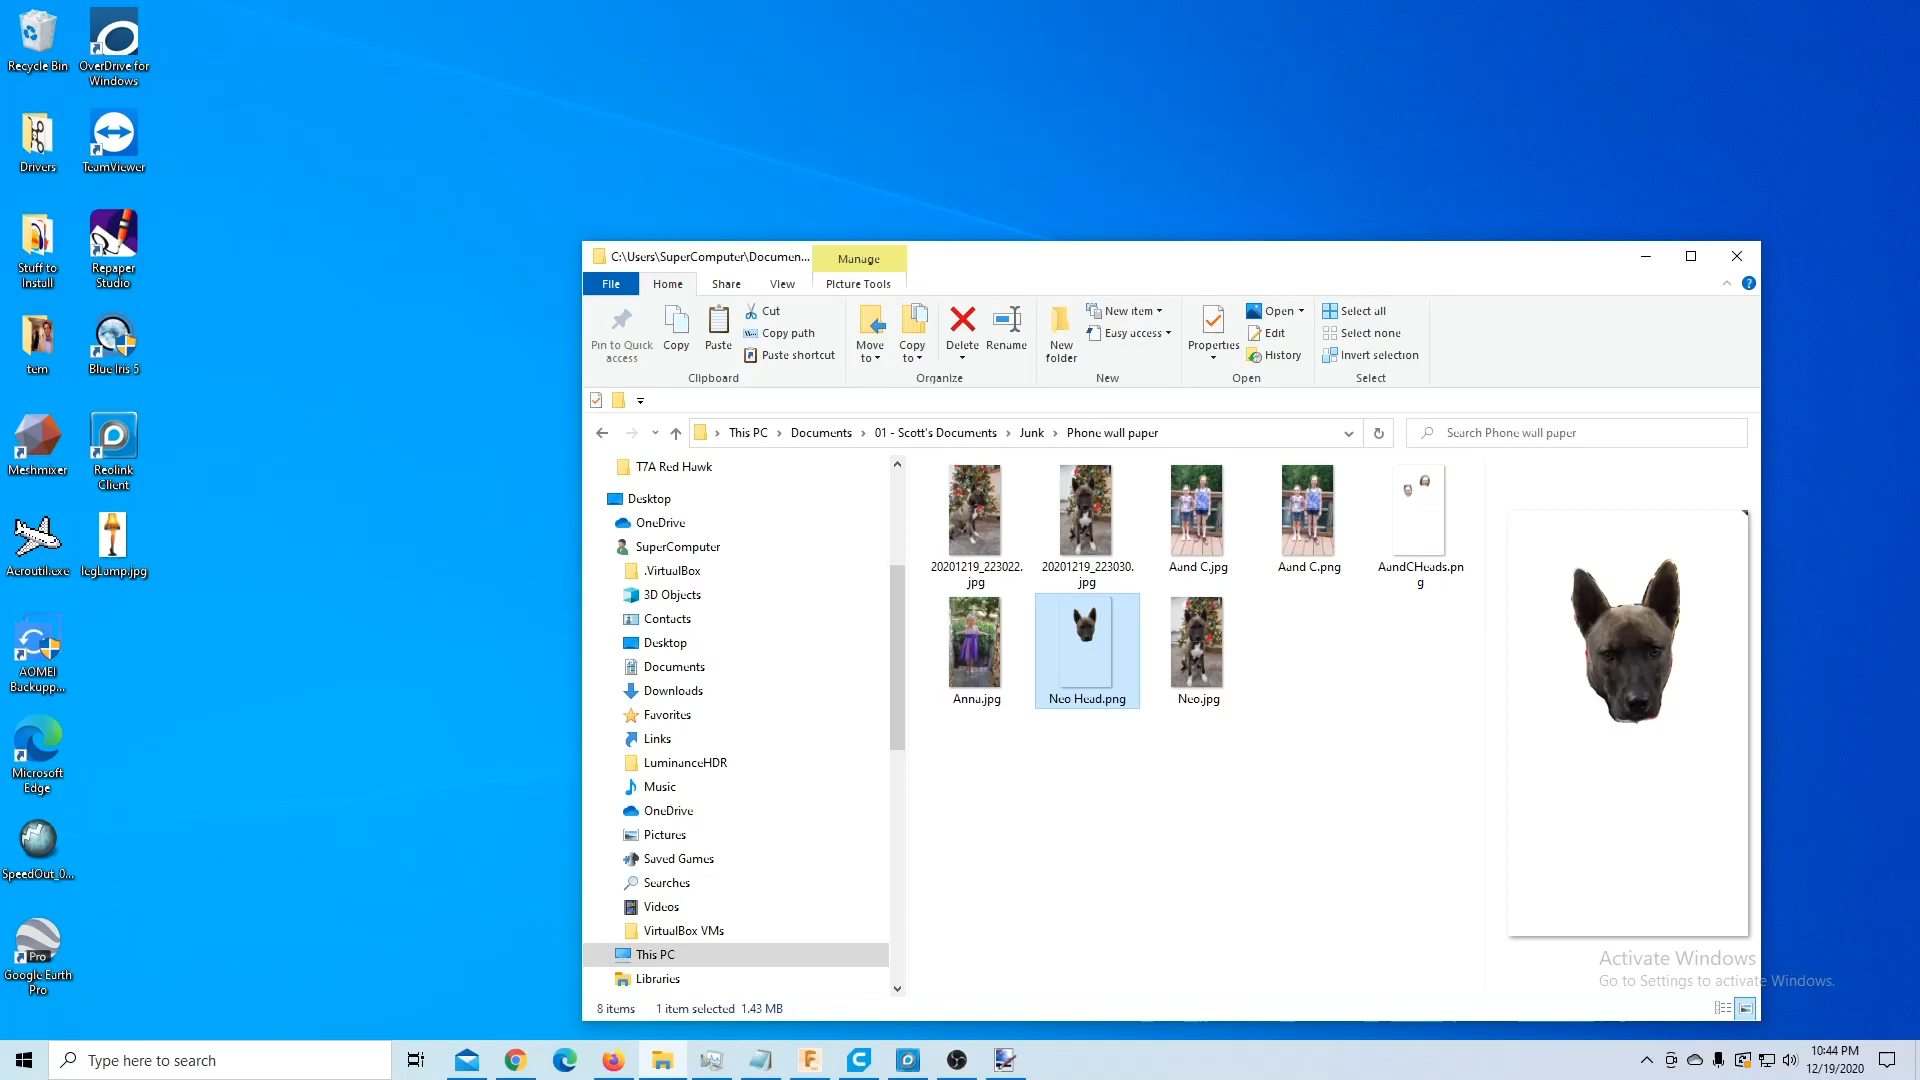 Recycle Bin
OverDrive for
Windows
Drivers
TeamViewer
Stuff to
Install
Repaper
Studio
tem
Blue Iris 5
Meshmixer
Reolink
Client
Aeroutil.exe
legLamp.jpg
AOMEI
Backupp...
Microsoft
Edge
SpeedOut_0...
Pro
Google Earth
Pro
C:\Users\SuperComputer\Documen...
Manage
File
Home
Share
View
Picture Tools
Pin to Quick
access
Copy
Paste
Cut
Copy path
Paste shortcut
Clipboard
Move
to
Copy
to
Delete
Rename
Organize
New
folder
New item
Easy access
New
Properties
Open
Edit
History
Open
Select all
Select none
Invert selection
Select
This PC > Documents > 01 - Scott's Documents > Junk > Phone wall paper
Search Phone wall paper
T7A Red Hawk
Desktop
OneDrive
SuperComputer
.VirtualBox
3D Objects
Contacts
Desktop
Documents
Downloads
Favorites
Links
LuminanceHDR
Music
OneDrive
Pictures
Saved Games
Searches
Videos
VirtualBox VMs
This PC
Libraries
20201219_223022.
jpg
20201219_223030.
jpg
Aand C.jpg
Aand C.png
AandCHeads.pn
g
Anna.jpg
Neo Head.png
Neo.jpg
Activate Windows
Go to Settings to activate Windows.
8 items
1 item selected 1.43 MB
Type here to search
10:44 PM
12/19/2020